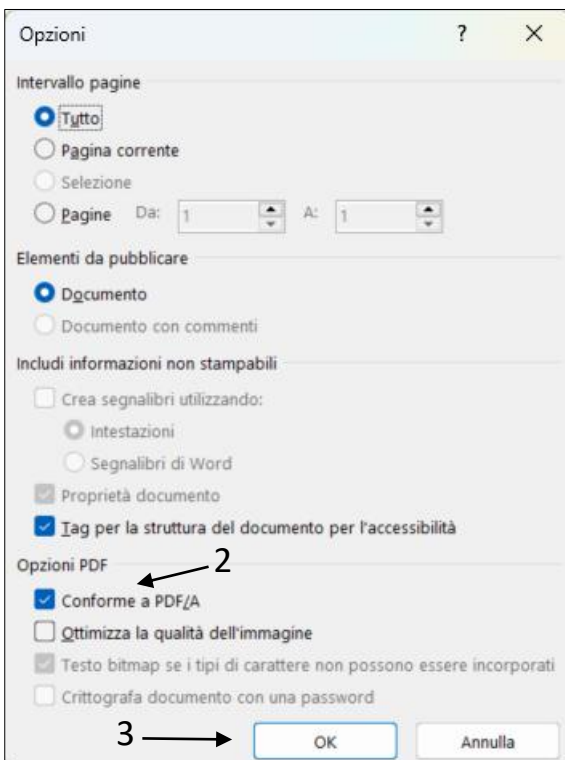 Opzioni ? ×
Intervallo pagine
Tutto
Pagina corrente
Selezione
Pagine Da: 1 A: 1
Elementi da pubblicare
Documento
Documento con commenti
Includi informazioni non stampabili
Crea segnalibri utilizzando:
Intestazioni
Segnalibri di Word
Proprietà documento
Tag per la struttura del documento per l'accessibilità
Opzioni PDF
2
Conforme a PDF/A
Ottimizza la qualità dell'immagine
Testo bitmap se i tipi di carattere non possono essere incorporati
Crittografa documento con una password
3 OK Annulla